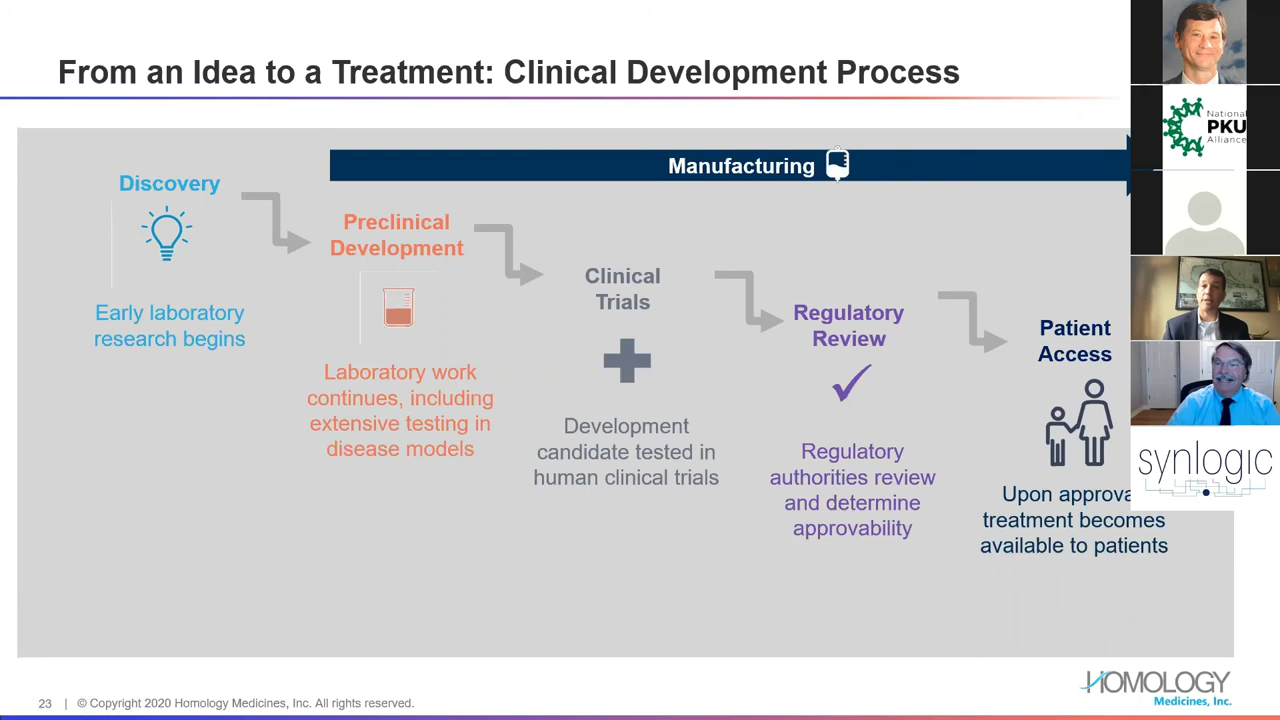 From an Idea to a Treatment: Clinical Development Process
Manufacturing
Discovery
Early laboratory
research begins
Preclinical
Development
Laboratory work
continues, including
extensive testing in
disease models
Clinical
Trials
Development
candidate tested in
human clinical trials
Regulatory
Review
Regulatory
authorities review
and determine
approvability
Patient
Access
Upon approva
treatment becomes
available to patients
National
PKU
Alliance
synlogic
23 | © Copyright 2020 Homology Medicines, Inc. All rights reserved.
HOMOLOGY
Medicines, Inc.